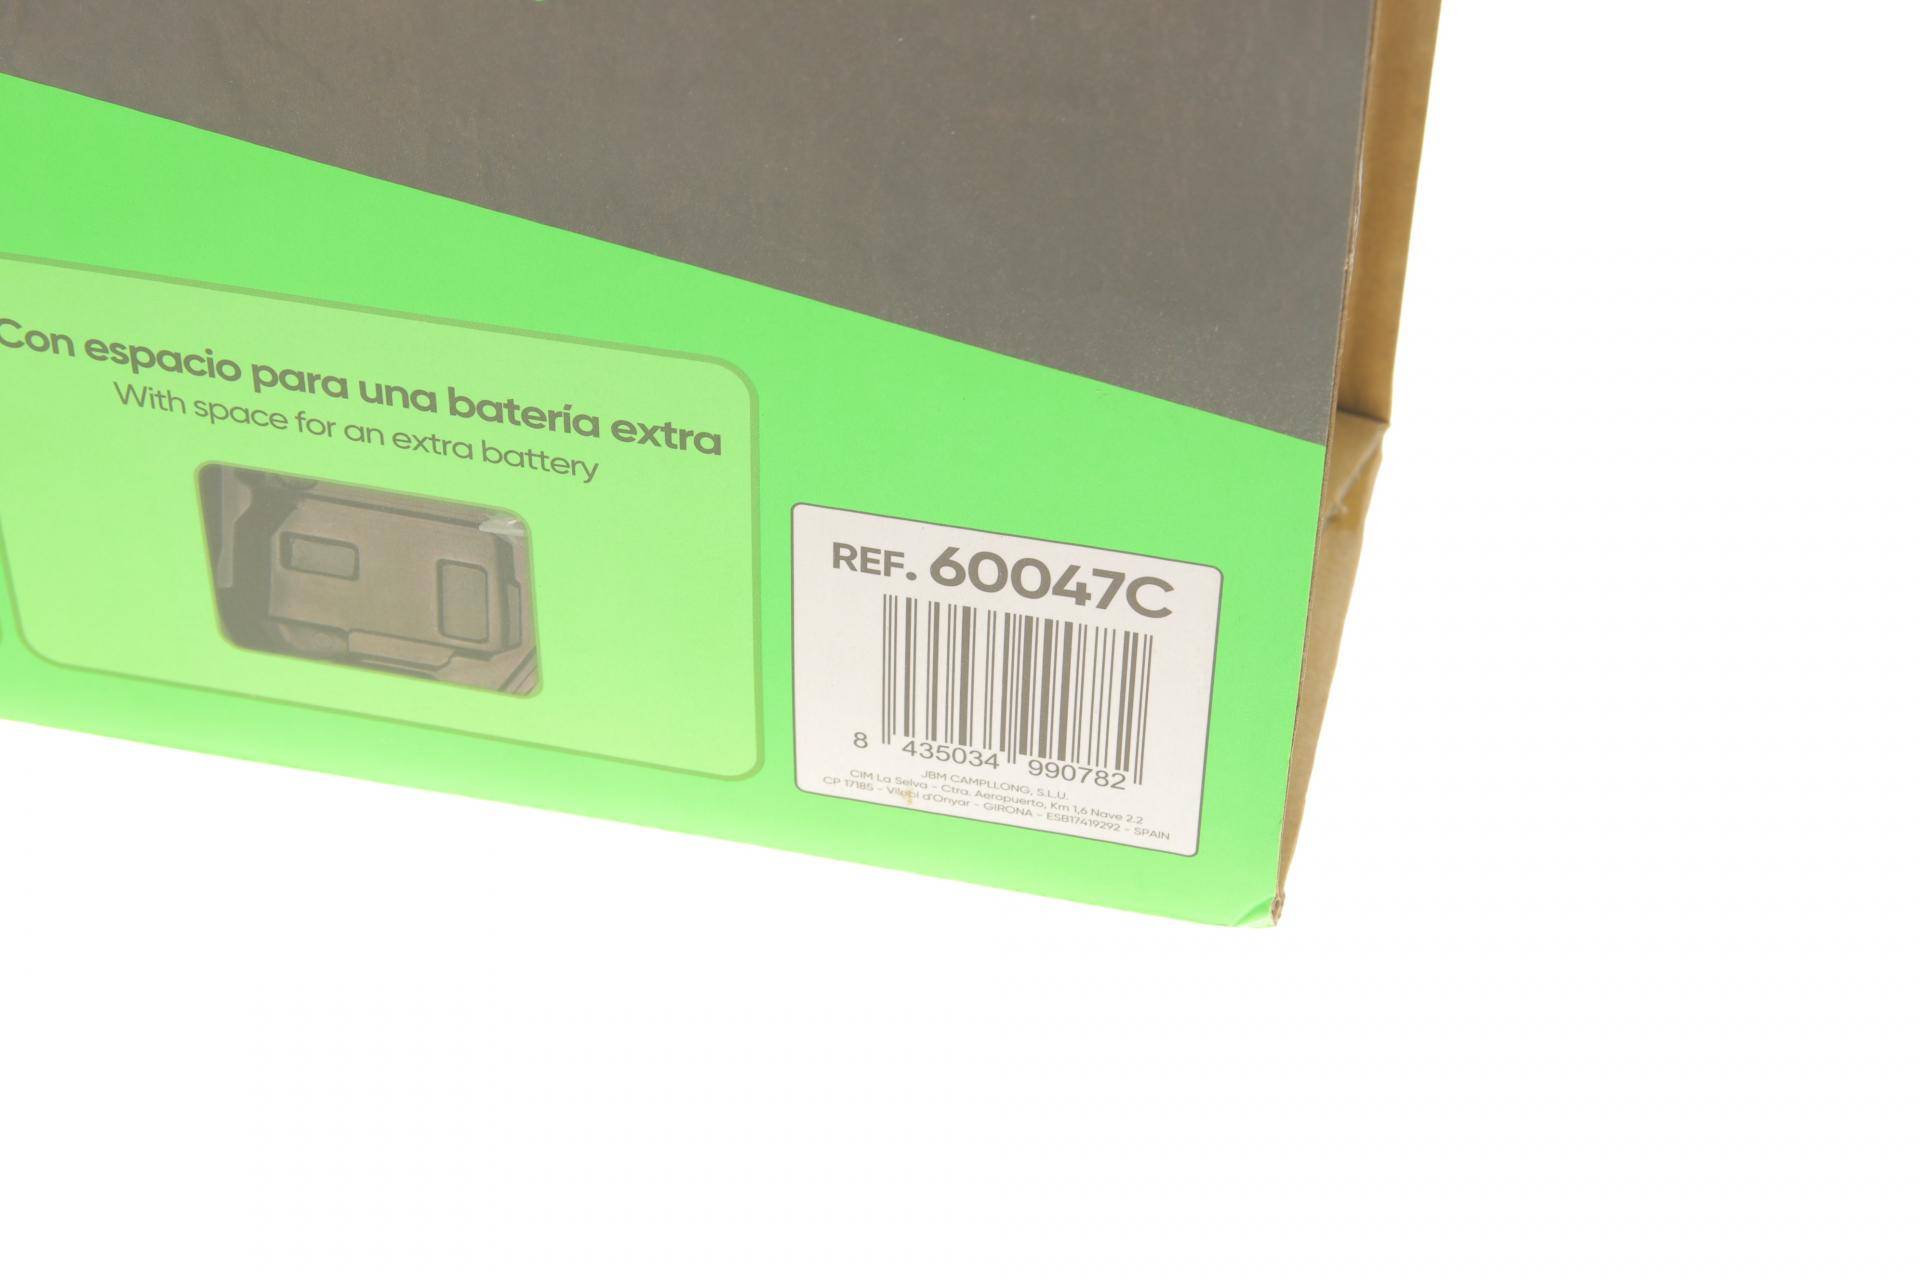 Con espacio para una batería extra
With space for an extra battery
REF. 60047C
8 435034 990782
JBM CAMPLLONG, S.L.U.
CIM La Selva - Ctra. Aeropuerto, Km 1,6 Nave 2.2
CP 17185 - Vilobi d'Onyar - GIRONA - ESB17419292 - SPAIN